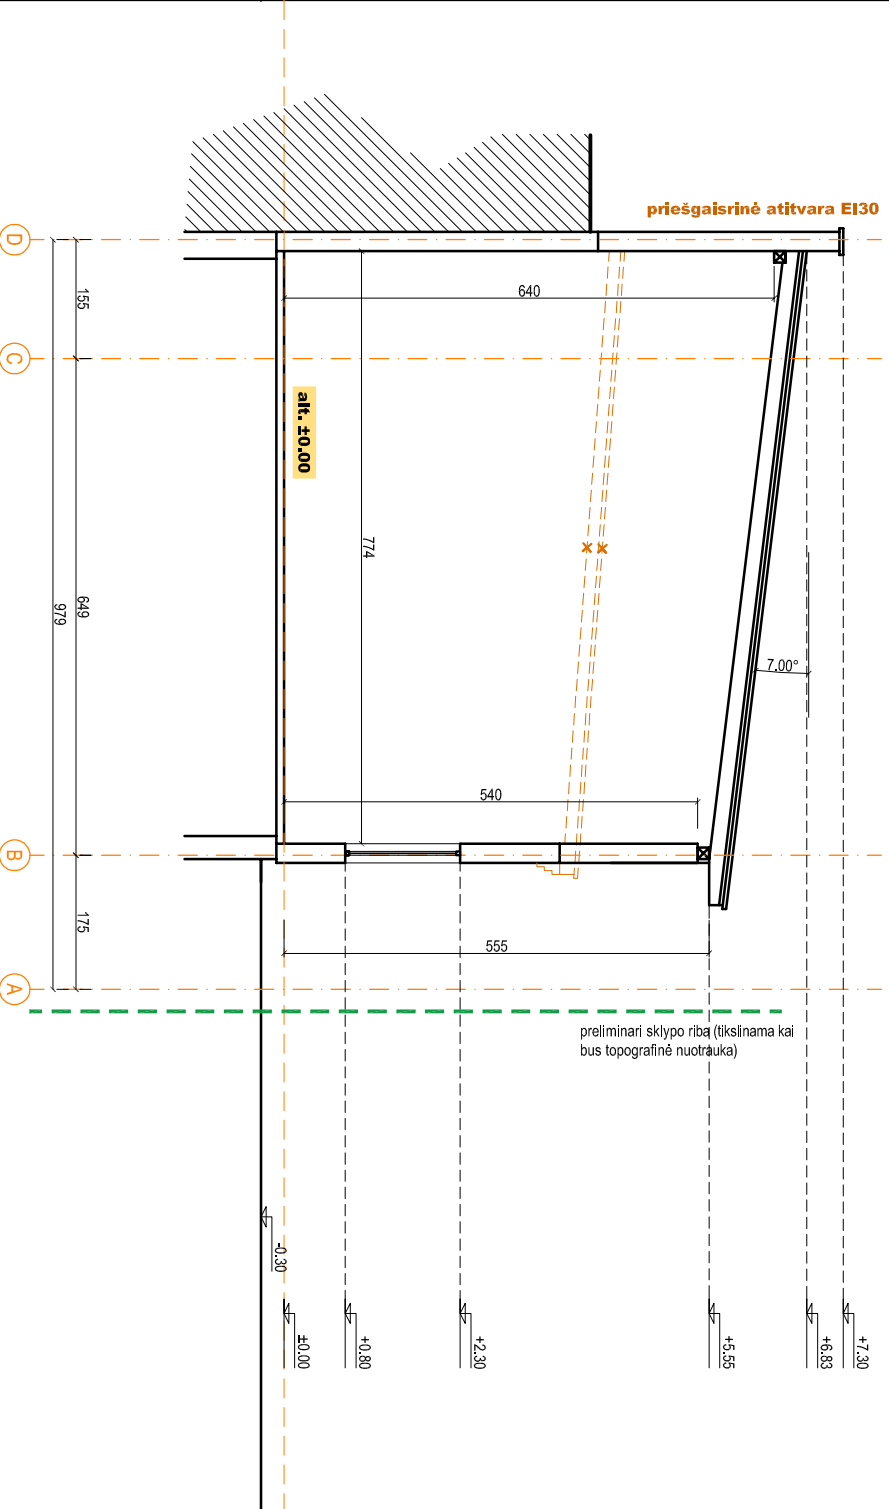 priešgaisrinė atitvara EI30
D
C
B
A
155
649
979
175
640
alt. ±0.00
774
7.00°
540
555
preliminari sklypo riba (tikslinama kai
bus topografinė nuotrauka)
-0.30
±0.00
+0.80
+2.30
+5.55
+6.83
+7.30